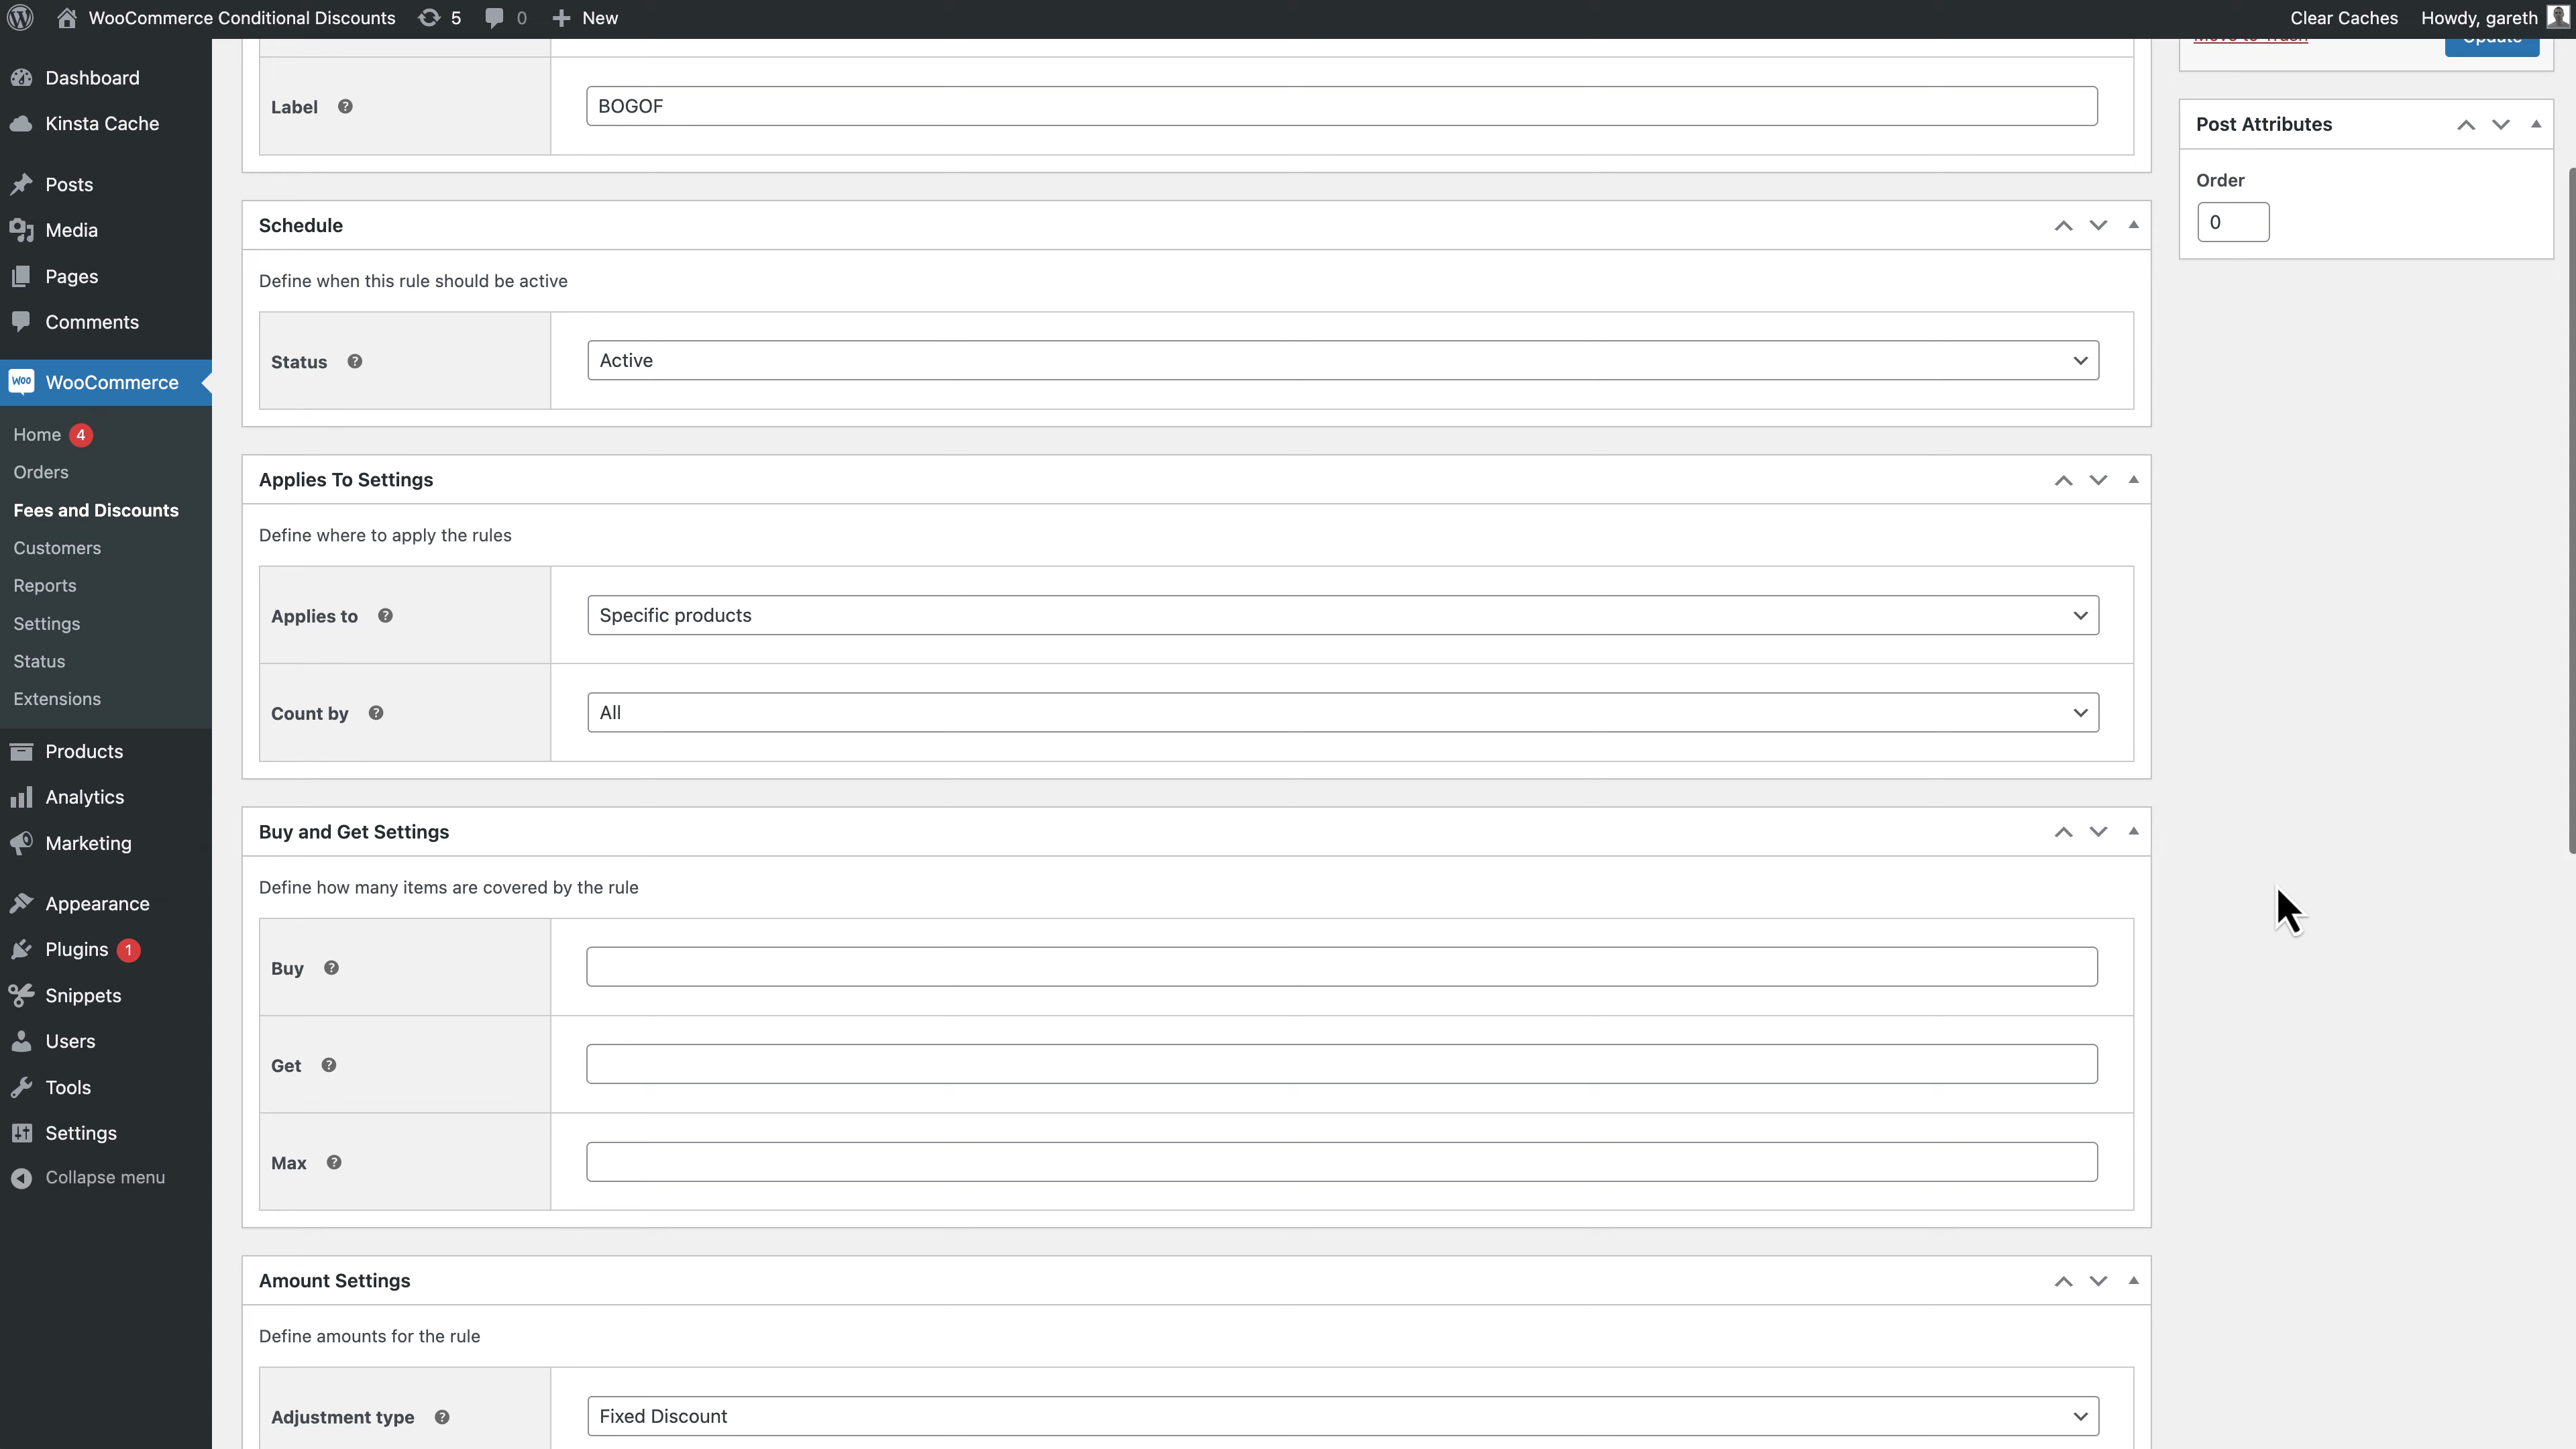 WooCommerce Conditional Discounts 5 0 New Clear Caches Howdy, gareth
Dashboard
Kinsta Cache
Posts
Media
Pages
Comments
Woo WooCommerce
Home 4
Orders
Fees and Discounts
Customers
Reports
Settings
Status
Extensions
Products
Analytics
Marketing
Appearance
Plugins 1
Snippets
Users
Tools
Settings
Collapse menu
Label ? BOGOF
Schedule
Define when this rule should be active
Status ? Active
Applies To Settings
Define where to apply the rules
Applies to ? Specific products
Count by ? All
Buy and Get Settings
Define how many items are covered by the rule
Buy ?
Get ?
Max ?
Amount Settings
Define amounts for the rule
Adjustment type ? Fixed Discount
Move to Trash Update
Post Attributes
Order
0